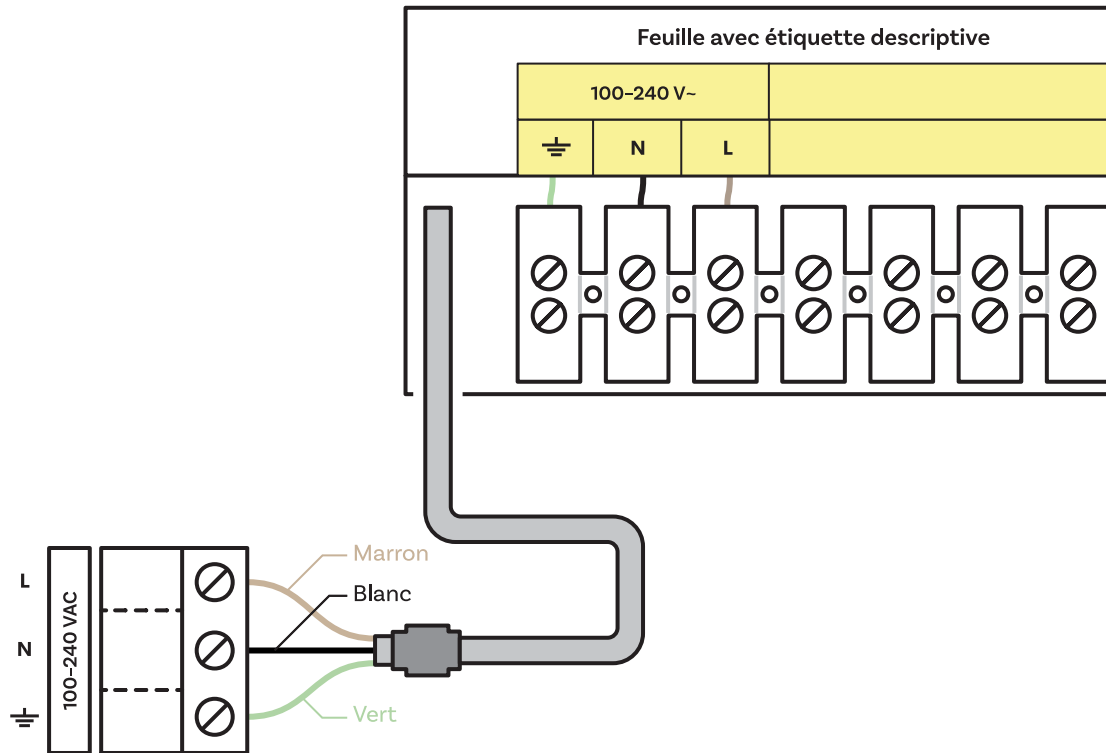 Feuille avec étiquette descriptive
100–240 V~
N
L
Marron
Blanc
Vert
L
N
100–240 VAC